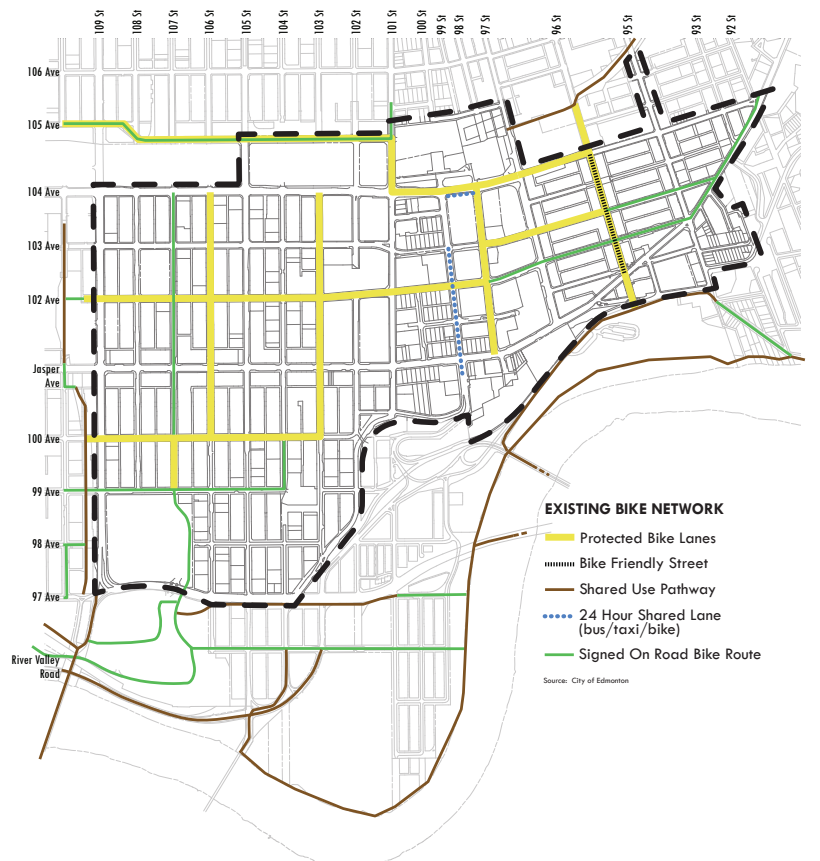 109 St
108 St
107 St
106 St
105 St
104 St
103 St
102 St
101 St
100 St
99 St
98 St
97 St
96 St
95 St
93 St
92 St
106 Ave
105 Ave
104 Ave
103 Ave
102 Ave
Jasper
Ave
100 Ave
99 Ave
98 Ave
97 Ave
River Valley
Road
EXISTING BIKE NETWORK
Protected Bike Lanes
Bike Friendly Street
Shared Use Pathway
24 Hour Shared Lane
(bus/taxi/bike)
Signed On Road Bike Route
Source: City of Edmonton